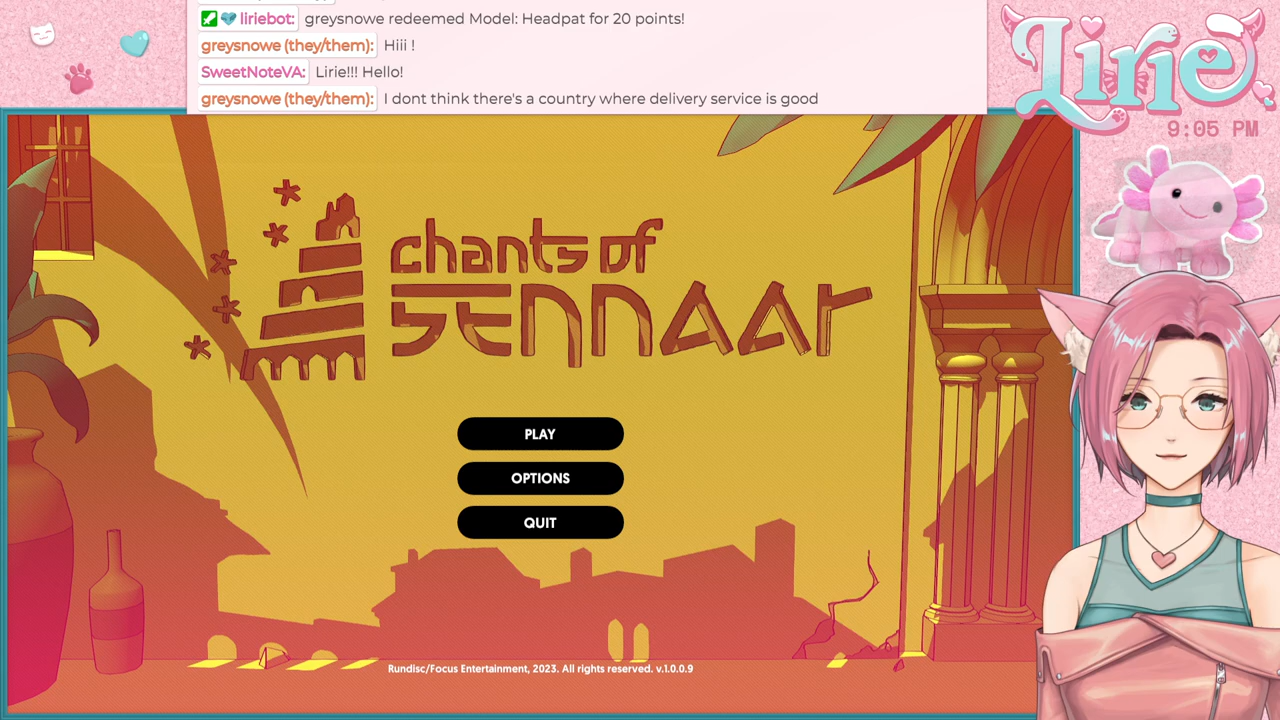 liriebot: greysnowe redeemed Model: Headpat for 20 points!
greysnowe (they/them): Hiii !
SweetNoteVA: Lirie!!! Hello!
greysnowe (they/them): I dont think there's a country where delivery service is good
Lirie
9:05 PM
chants of
SENNAAR
PLAY
OPTIONS
QUIT
Rundisc/Focus Entertainment, 2023. All rights reserved. v.1.0.0.9